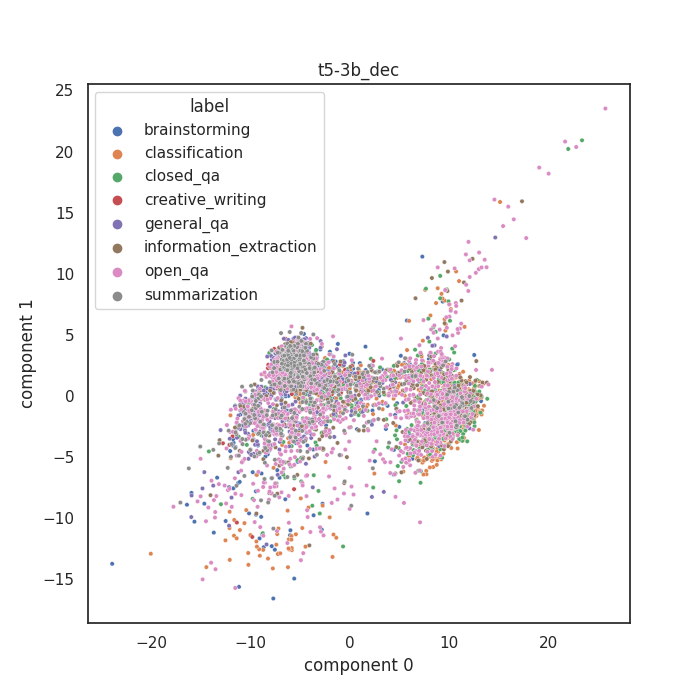 t5-3b_dec
label
brainstorming
classification
closed_qa
creative_writing
general_qa
information_extraction
open_qa
summarization
25
20
15
10
5
0
−5
−10
−15
component 1
−20 −10 0 10 20
component 0